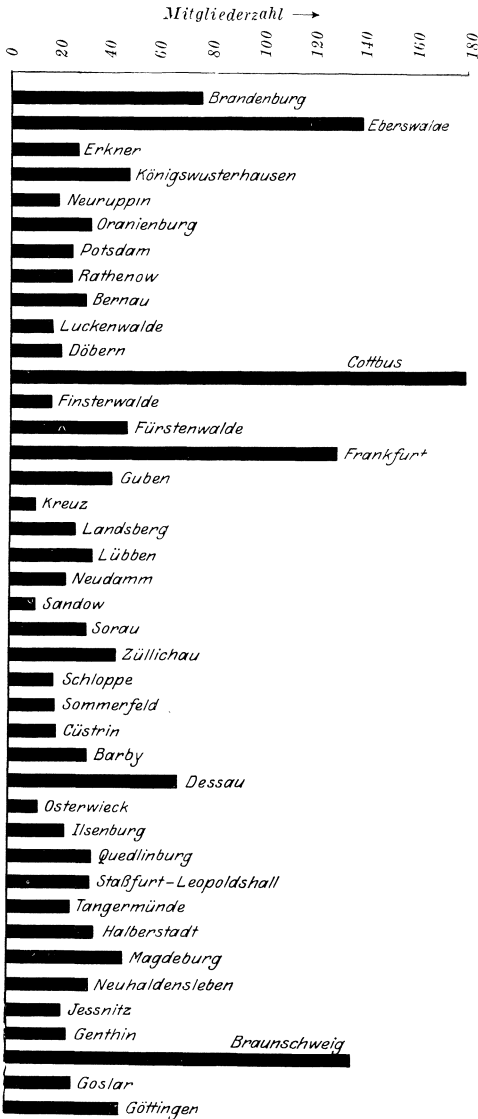 Mitgliederzahl →
0 20 40 60 80 100 120 140 160 180
Brandenburg
Eberswalde
Erkner
Königswusterhausen
Neuruppin
Oranienburg
Potsdam
Rathenow
Bernau
Luckenwalde
Döbern
Cottbus
Finsterwalde
Fürstenwalde
Frankfurt
Guben
Kreuz
Landsberg
Lübben
Neudamm
Sandow
Sorau
Züllichau
Schloppe
Sommerfeld
Cüstrin
Barby
Dessau
Osterwieck
Ilsenburg
Quedlinburg
Staßfurt-Leopoldshall
Tangermünde
Halberstadt
Magdeburg
Neuhaldensleben
Jessnitz
Genthin
Braunschweig
Goslar
Göttingen